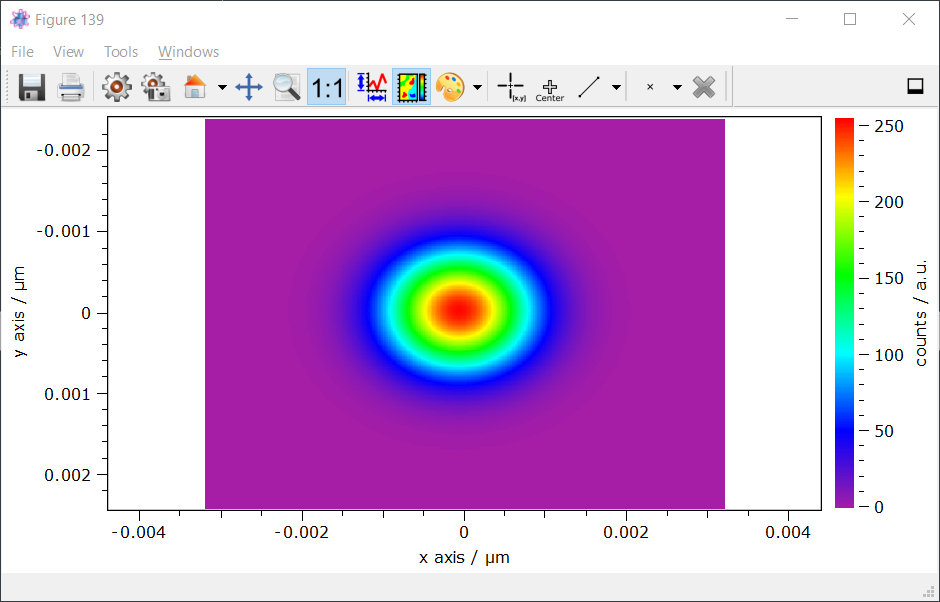 Figure 139
File View Tools Windows
1:1 [x,y] Center
-0.002
-0.001
0
0.001
0.002
y axis / µm
-0.004 -0.002 0 0.002 0.004
x axis / µm
250
200
150
100
50
0
counts / a.u.